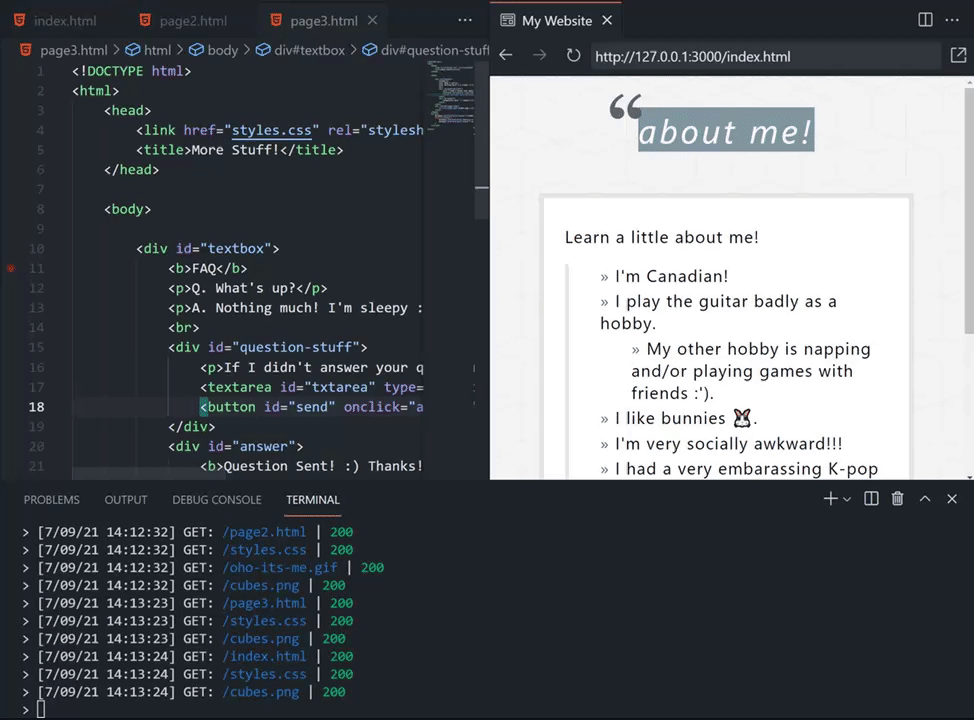 index.html page2.html page3.html
page3.html > html > body > div#textbox > div#question-stuff
1 <!DOCTYPE html>
2 <html>
3 <head>
4 <link href="styles.css" rel="stylesh
5 <title>More Stuff!</title>
6 </head>
7
8 <body>
9
10 <div id="textbox">
11 <b>FAQ</b>
12 <p>Q. What's up?</p>
13 <p>A. Nothing much! I'm sleepy :
14 <br>
15 <div id="question-stuff">
16 <p>If I didn't answer your q
17 <textarea id="txtarea" type=
18 <button id="send" onclick="a
19 </div>
20 <div id="answer">
21 <b>Question Sent! :) Thanks!
My Website
http://127.0.0.1:3000/index.html
“ about me!
Learn a little about me!
» I'm Canadian!
» I play the guitar badly as a
hobby.
» My other hobby is napping
and/or playing games with
friends :').
» I like bunnies 🐰.
» I'm very socially awkward!!!
» I had a very embarassing K-pop
PROBLEMS OUTPUT DEBUG CONSOLE TERMINAL
> [7/09/21 14:12:32] GET: /page2.html | 200
> [7/09/21 14:12:32] GET: /styles.css | 200
> [7/09/21 14:12:32] GET: /oho-its-me.gif | 200
> [7/09/21 14:12:32] GET: /cubes.png | 200
> [7/09/21 14:13:23] GET: /page3.html | 200
> [7/09/21 14:13:23] GET: /styles.css | 200
> [7/09/21 14:13:23] GET: /cubes.png | 200
> [7/09/21 14:13:24] GET: /index.html | 200
> [7/09/21 14:13:24] GET: /styles.css | 200
> [7/09/21 14:13:24] GET: /cubes.png | 200
>